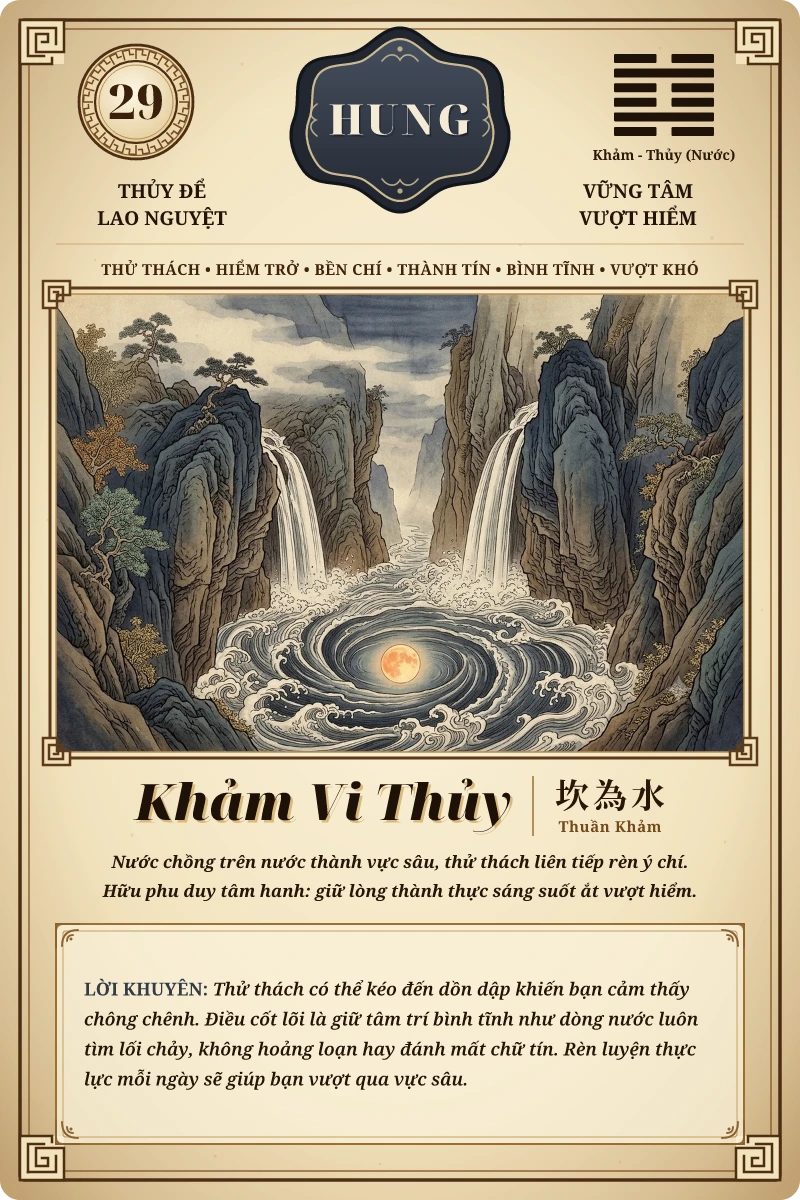 29
HUNG
Khảm - Thủy (Nước)
THỦY ĐỂ
LAO NGUYỆT
VỮNG TÂM
VƯỢT HIỂM
THỬ THÁCH • HIỂM TRỞ • BỀN CHÍ • THÀNH TÍN • BÌNH TĨNH • VƯỢT KHÓ
Khảm Vi Thủy
坎為水
Thuần Khảm
Nước chồng trên nước thành vực sâu, thử thách liên tiếp rèn ý chí.
Hữu phu duy tâm hanh: giữ lòng thành thực sáng suốt ắt vượt hiểm.
LỜI KHUYÊN: Thử thách có thể kéo đến dồn dập khiến bạn cảm thấy
chông chênh. Điều cốt lõi là giữ tâm trí bình tĩnh như dòng nước luôn
tìm lối chảy, không hoảng loạn hay đánh mất chữ tín. Rèn luyện thực
lực mỗi ngày sẽ giúp bạn vượt qua vực sâu.